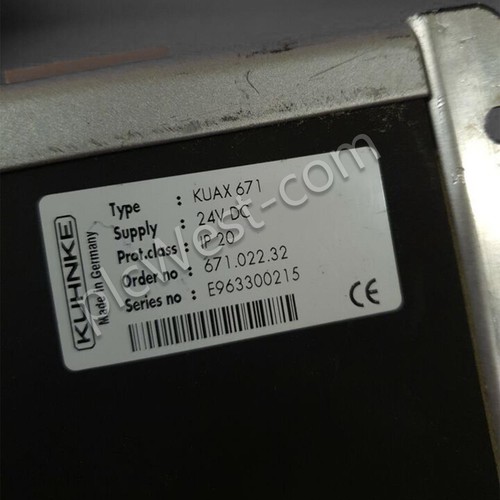 KUHNKE
Made in Germany
Type : KUAX 671
Supply : 24V DC
Prot.class : IP 20
Order no : 671.022.32
Series no : E963300215
CE
plcwest-com